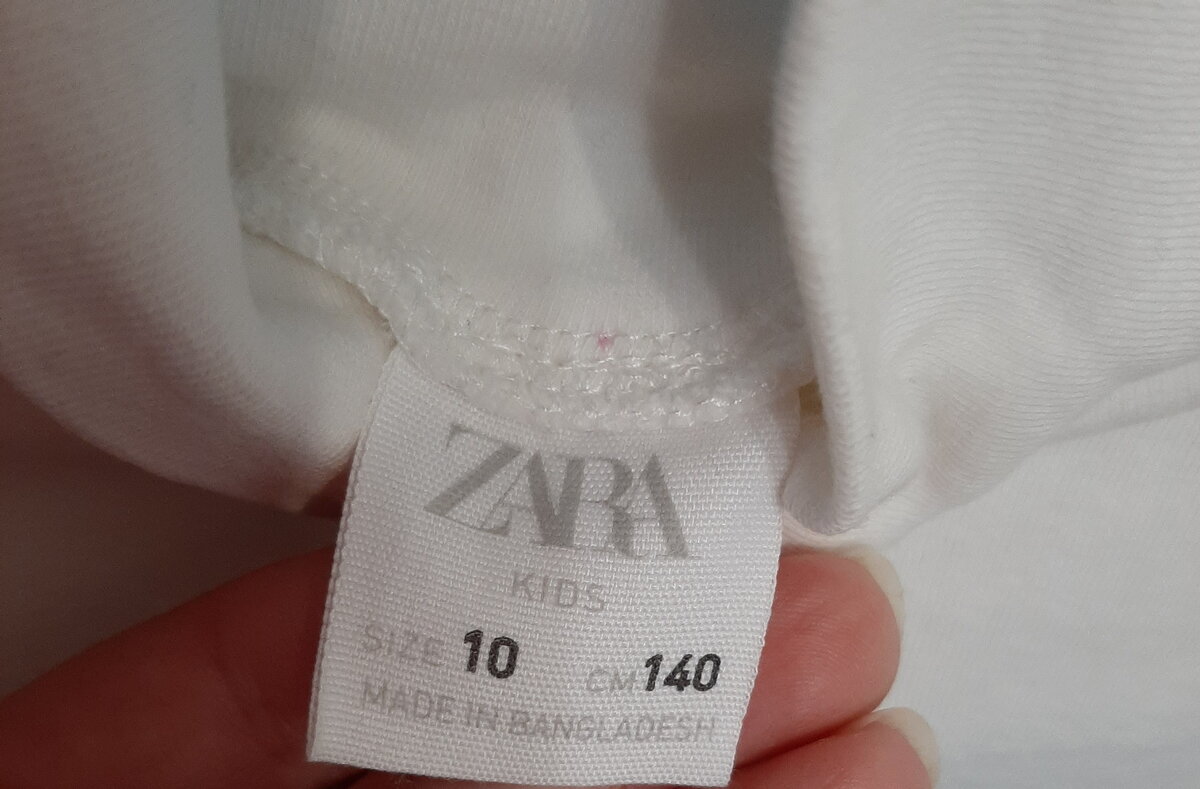 ZARA
KIDS
SIZE 10 CM 140
MADE IN BANGLADESH